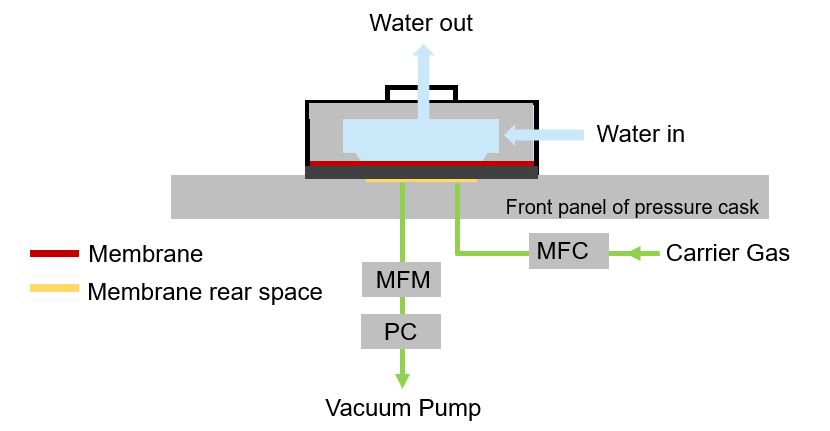 Water out
Water in
Front panel of pressure cask
Membrane
MFC
Carrier Gas
Membrane rear space
MFM
PC
Vacuum Pump